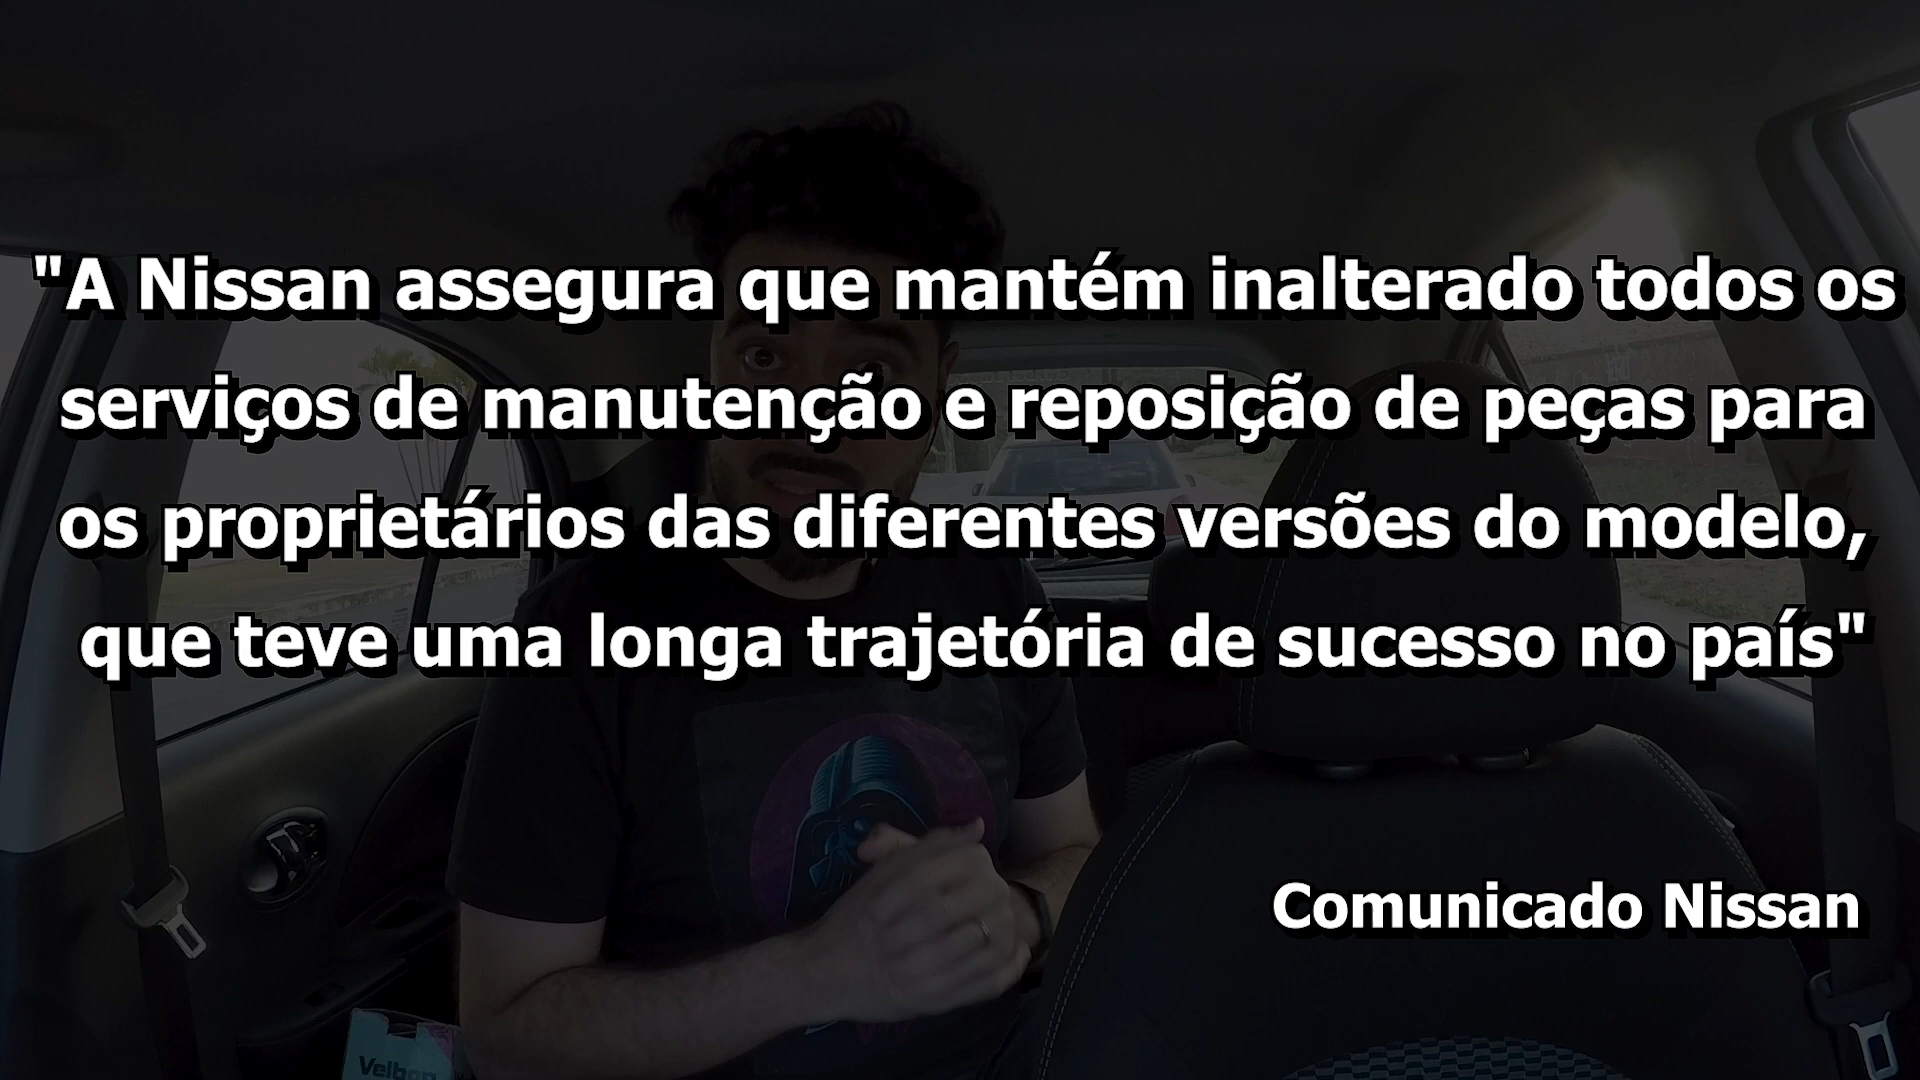 "A Nissan assegura que mantém inalterado todos os
serviços de manutenção e reposição de peças para
os proprietários das diferentes versões do modelo,
que teve uma longa trajetória de sucesso no país"
Comunicado Nissan
Velbon